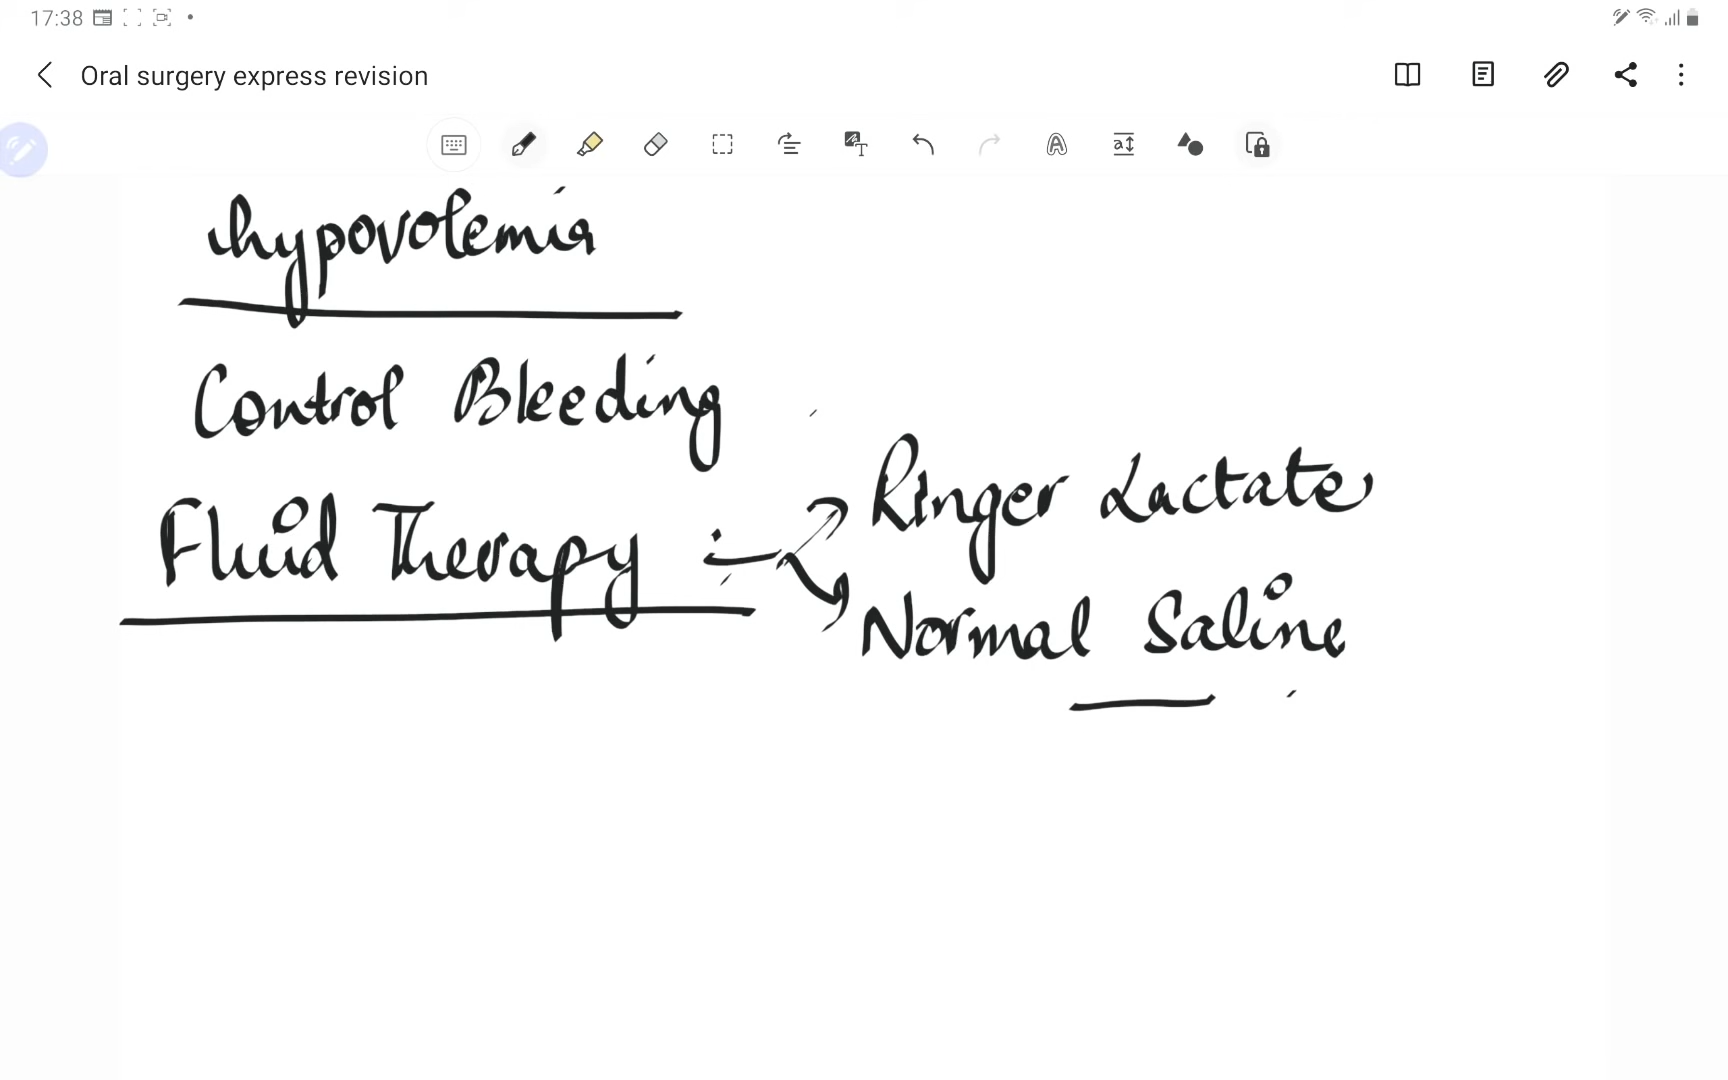 17:38
Oral surgery express revision
hypovolemia
Control Bleeding
Fluid Therapy :-
Ringer Lactate
Normal Saline